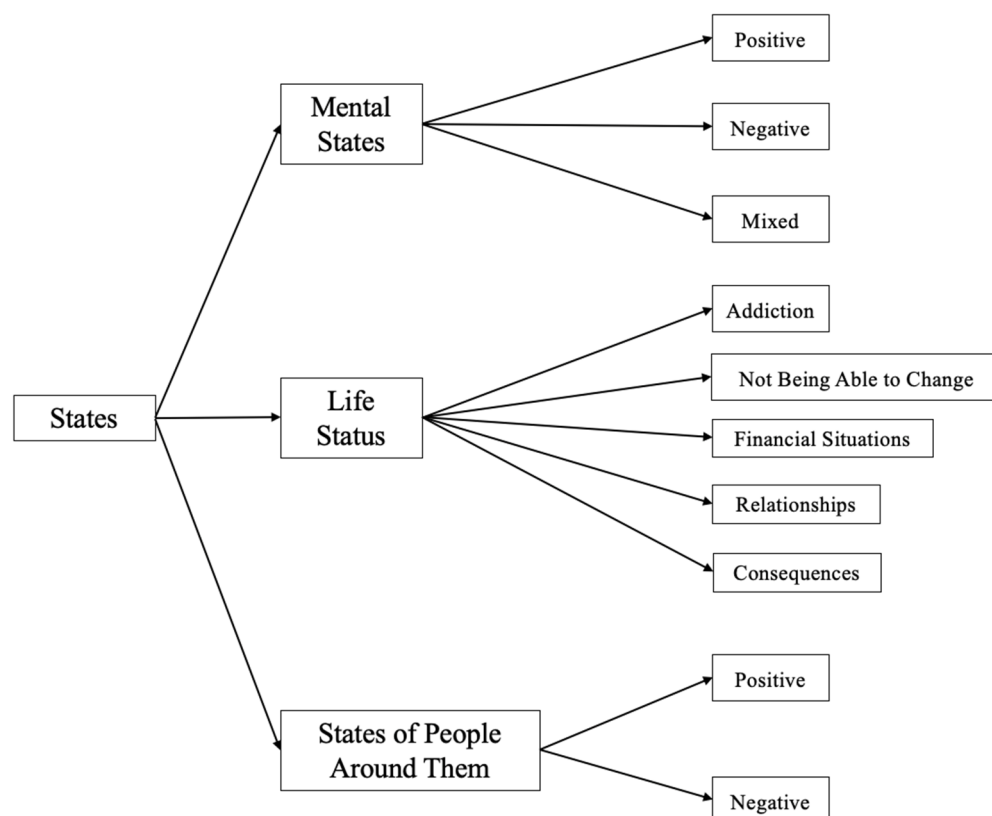 Positive
Mental
States
Negative
Mixed
Addiction
Not Being Able to Change
States
Life
Status
Financial Situations
Relationships
Consequences
Positive
States of People
Around Them
Negative